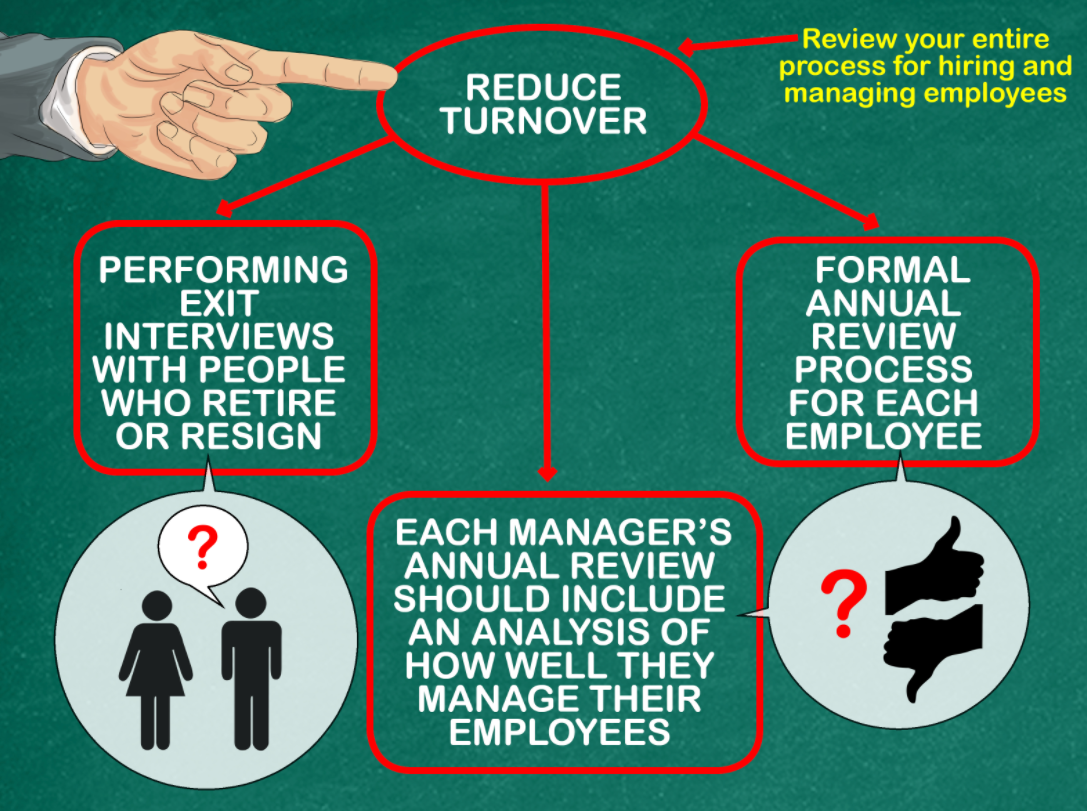 REDUCE
TURNOVER
Review your entire
process for hiring and
managing employees
PERFORMING
EXIT
INTERVIEWS
WITH PEOPLE
WHO RETIRE
OR RESIGN
?
EACH MANAGER’S
ANNUAL REVIEW
SHOULD INCLUDE
AN ANALYSIS OF
HOW WELL THEY
MANAGE THEIR
EMPLOYEES
FORMAL
ANNUAL
REVIEW
PROCESS
FOR EACH
EMPLOYEE
?